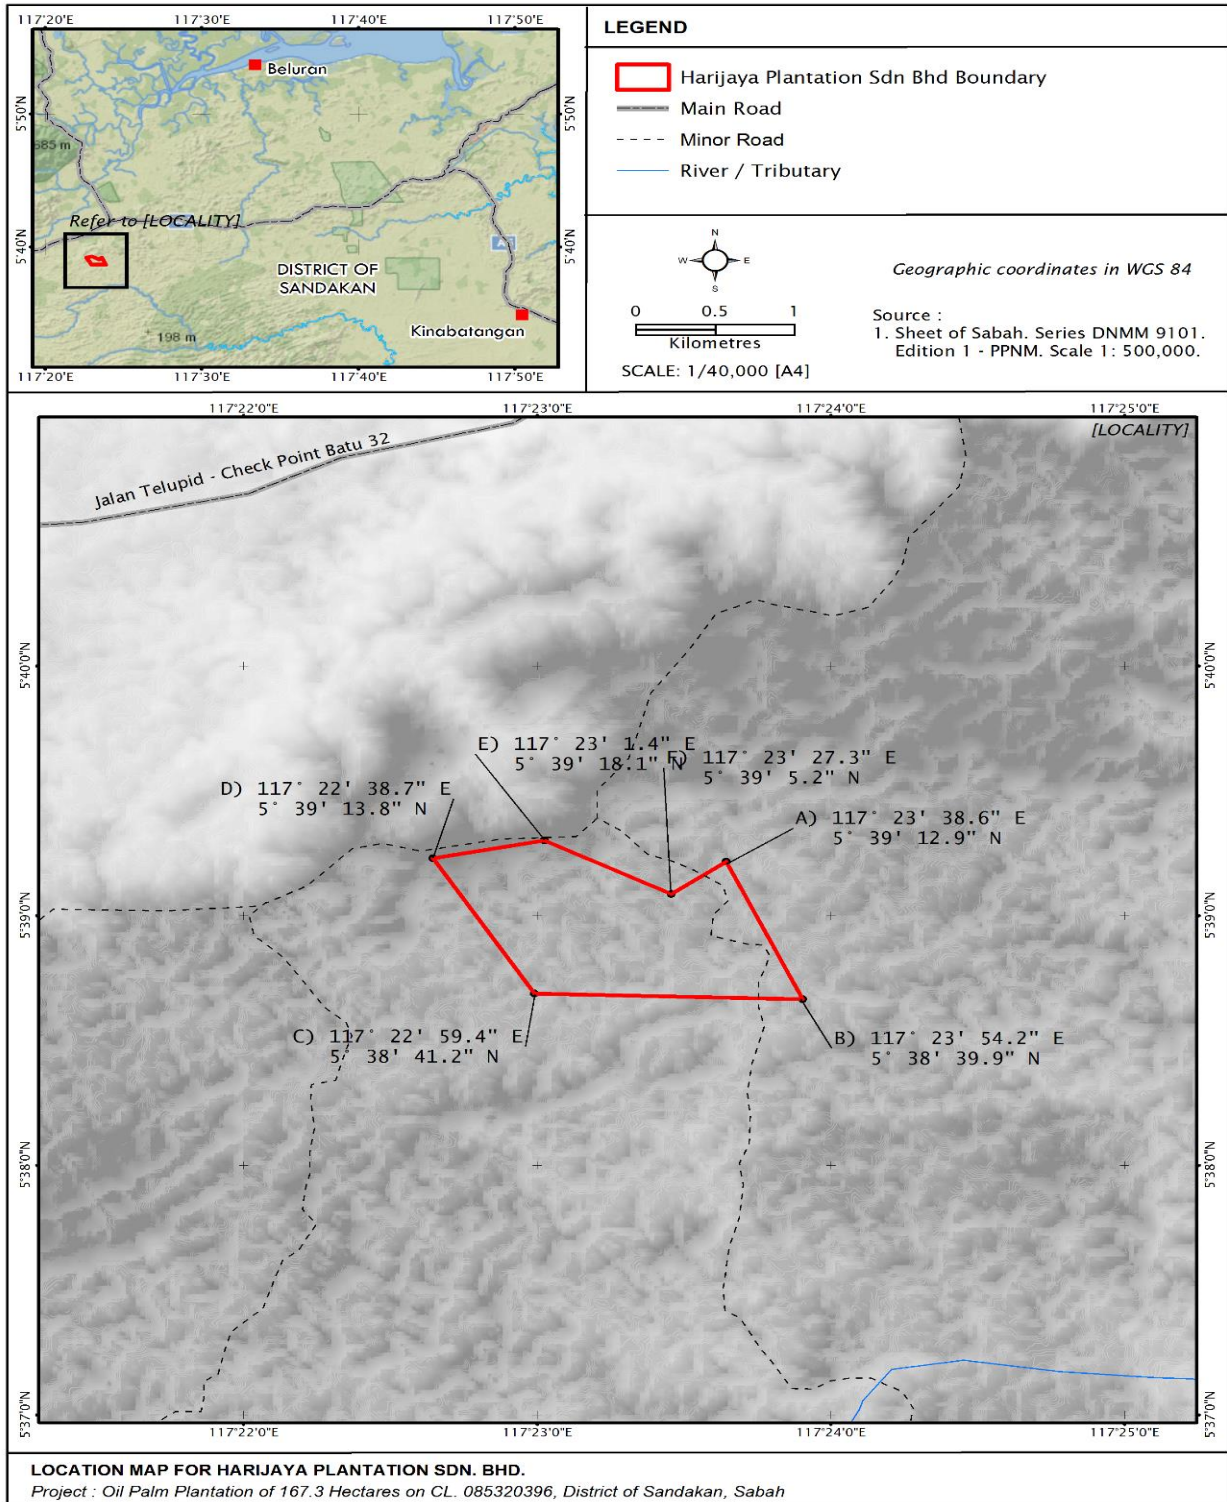 117°20'E 117°30'E 117°40'E 117°50'E
Beluran
5°50'N
5°50'N
685 m
Refer to [LOCALITY]
5°40'N
5°40'N
DISTRICT OF
SANDAKAN
Kinabatangan
198 m
117°20'E 117°30'E 117°40'E 117°50'E
LEGEND
Harijaya Plantation Sdn Bhd Boundary
Main Road
Minor Road
River / Tributary
N
W E
S
0 0.5 1
Kilometres
SCALE: 1/40,000 [A4]
Geographic coordinates in WGS 84
Source :
1. Sheet of Sabah. Series DNMM 9101.
Edition 1 - PPNM. Scale 1: 500,000.
117°22'0"E 117°23'0"E 117°24'0"E 117°25'0"E
[LOCALITY]
Jalan Telupid - Check Point Batu 32
5°40'0"N
5°40'0"N
E) 117° 23' 1.4" E
5° 39' 18.1" N
F) 117° 23' 27.3" E
5° 39' 5.2" N
D) 117° 22' 38.7" E
5° 39' 13.8" N
A) 117° 23' 38.6" E
5° 39' 12.9" N
5°39'0"N
5°39'0"N
C) 117° 22' 59.4" E
5° 38' 41.2" N
B) 117° 23' 54.2" E
5° 38' 39.9" N
5°38'0"N
5°38'0"N
5°37'0"N
5°37'0"N
117°22'0"E 117°23'0"E 117°24'0"E 117°25'0"E
LOCATION MAP FOR HARIJAYA PLANTATION SDN. BHD.
Project : Oil Palm Plantation of 167.3 Hectares on CL. 085320396, District of Sandakan, Sabah